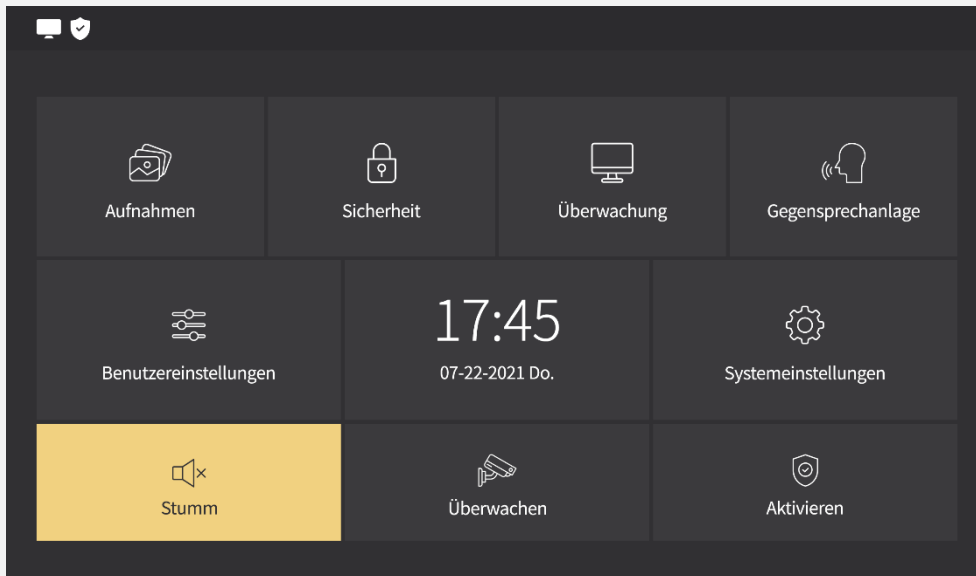 Aufnahmen
Sicherheit
Überwachung
Gegensprechanlage
Benutzereinstellungen
17:45
07-22-2021 Do.
Systemeinstellungen
Stumm
Überwachen
Aktivieren